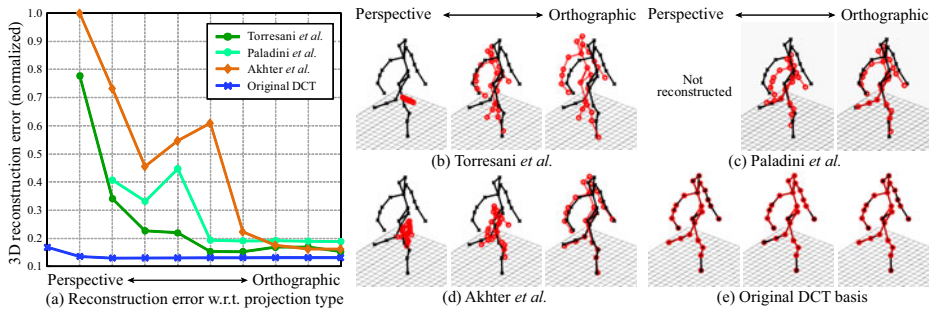 3D reconstruction error (normalized)
1.0
0.9
0.8
0.7
0.6
0.5
0.4
0.3
0.2
0.1
Torresani et al.
Paladini et al.
Akhter et al.
Original DCT
Perspective Orthographic
(a) Reconstruction error w.r.t. projection type
Perspective Orthographic
(b) Torresani et al.
Perspective Orthographic
Not
reconstructed
(c) Paladini et al.
(d) Akhter et al.
(e) Original DCT basis